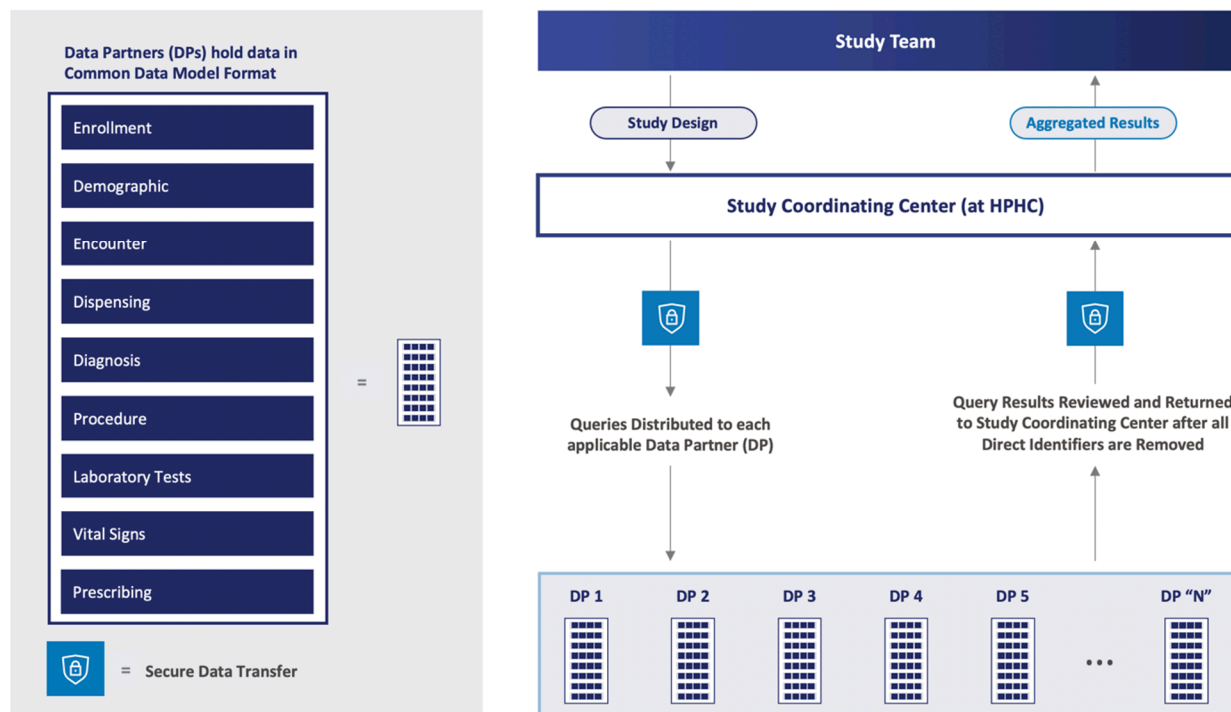 Data Partners (DPs) hold data in
Common Data Model Format
Enrollment
Demographic
Encounter
Dispensing
Diagnosis
Procedure
Laboratory Tests
Vital Signs
Prescribing
=
= Secure Data Transfer
Study Team
Study Design
Aggregated Results
Study Coordinating Center (at HPHC)
Queries Distributed to each
applicable Data Partner (DP)
Query Results Reviewed and Returned
to Study Coordinating Center after all
Direct Identifiers are Removed
DP 1 DP 2 DP 3 DP 4 DP 5 DP “N”
...